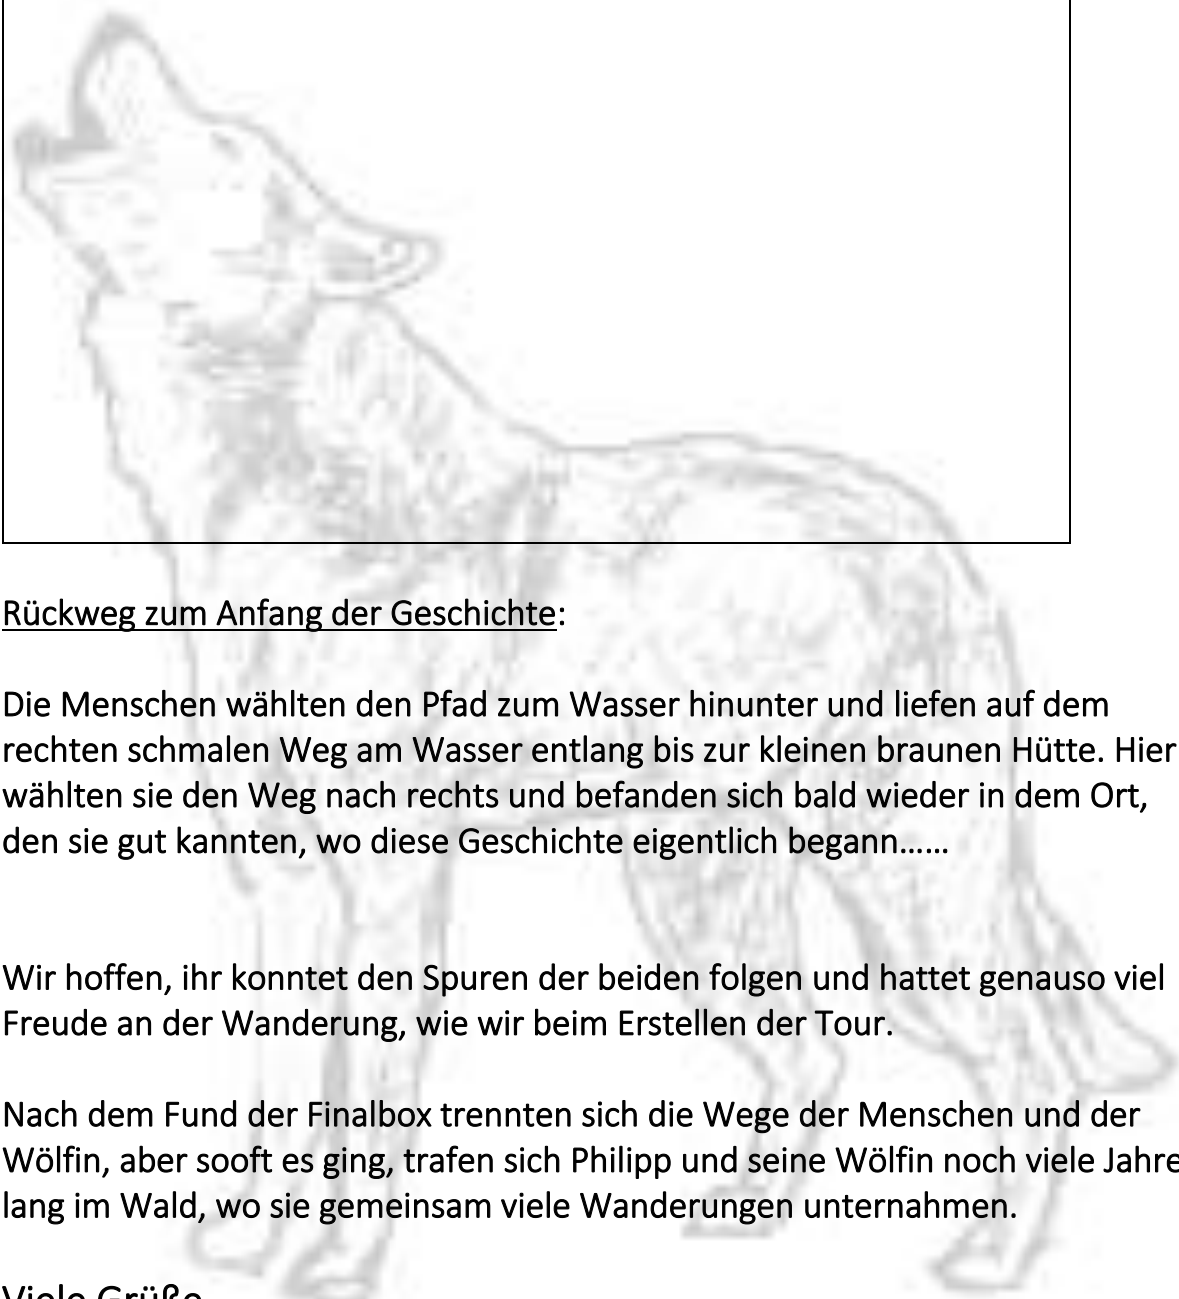 Rückweg zum Anfang der Geschichte:
Die Menschen wählten den Pfad zum Wasser hinunter und liefen auf dem
rechten schmalen Weg am Wasser entlang bis zur kleinen braunen Hütte. Hier
wählten sie den Weg nach rechts und befanden sich bald wieder in dem Ort,
den sie gut kannten, wo diese Geschichte eigentlich begann……
Wir hoffen, ihr konntet den Spuren der beiden folgen und hattet genauso viel
Freude an der Wanderung, wie wir beim Erstellen der Tour.
Nach dem Fund der Finalbox trennten sich die Wege der Menschen und der
Wölfin, aber sooft es ging, trafen sich Philipp und seine Wölfin noch viele Jahre
lang im Wald, wo sie gemeinsam viele Wanderungen unternahmen.
Viele Grüße